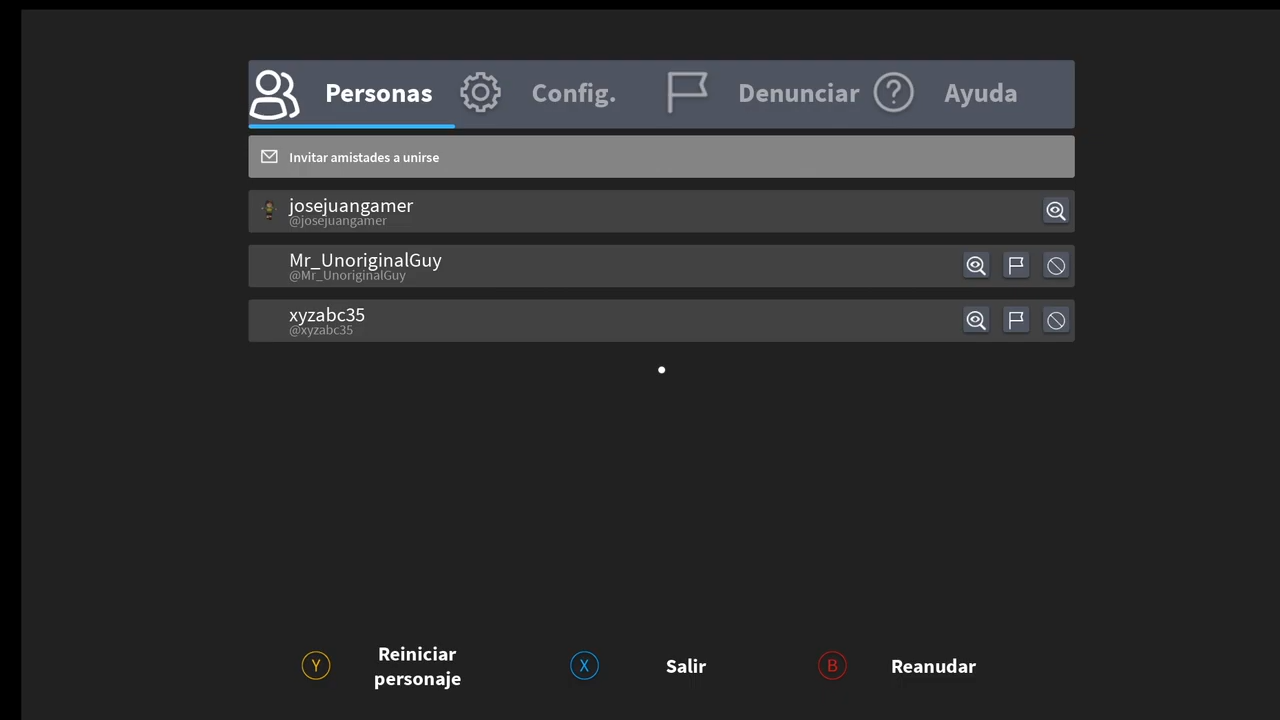 Personas
Config.
Denunciar
Ayuda
Invitar amistades a unirse
josejuangamer
@josejuangamer
Mr_UnoriginalGuy
@Mr_UnoriginalGuy
xyzabc35
@xyzabc35
Y
Reiniciar
personaje
X
Salir
B
Reanudar